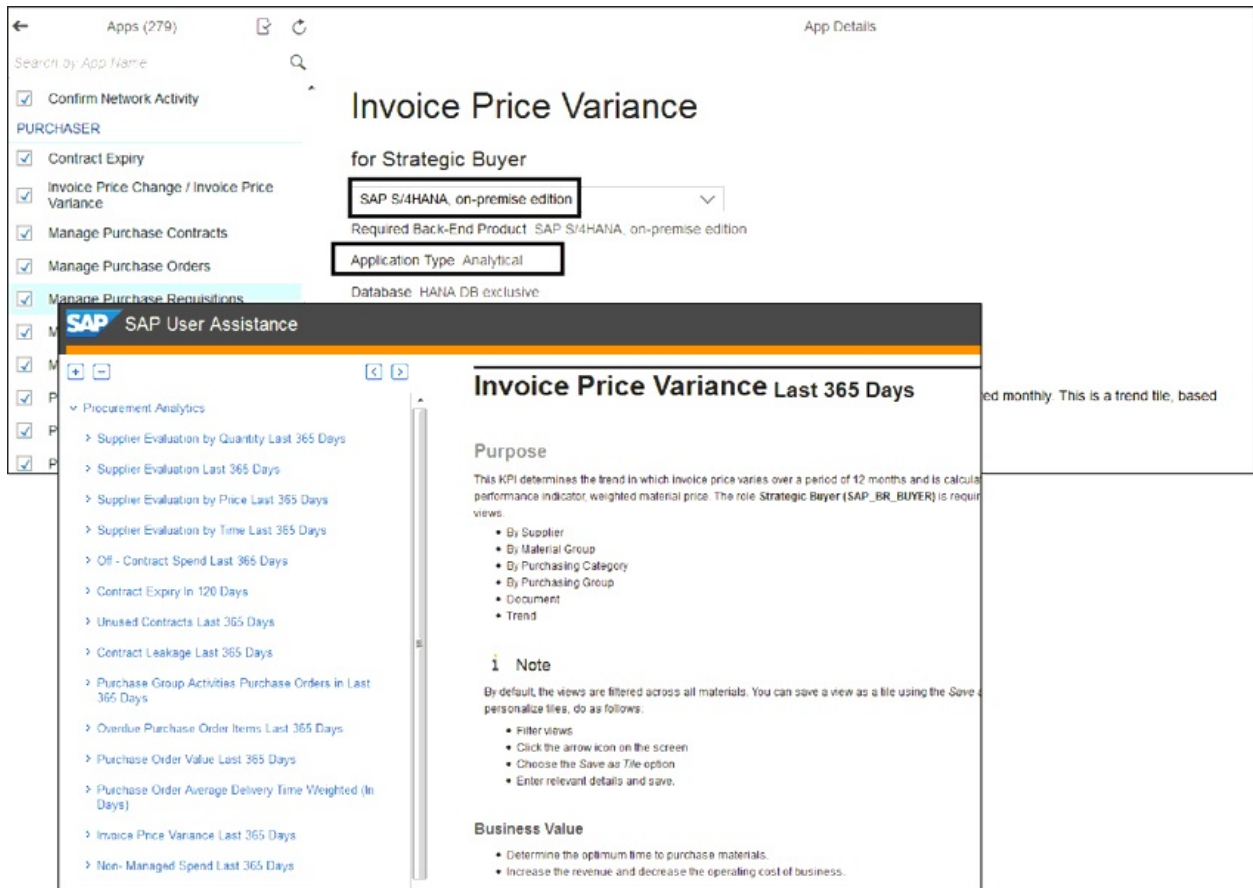 Apps (279)
Search by App Name
Confirm Network Activity
PURCHASER
Contract Expiry
Invoice Price Change / Invoice Price
Variance
Manage Purchase Contracts
Manage Purchase Orders
Manage Purchase Requisitions
M
M
P
P
P
App Details
Invoice Price Variance
for Strategic Buyer
SAP S/4HANA, on-premise edition
Required Back-End Product SAP S/4HANA, on-premise edition
Application Type Analytical
Database HANA DB exclusive
ed monthly. This is a trend tile, based
SAP SAP User Assistance
Procurement Analytics
Supplier Evaluation by Quantity Last 365 Days
Supplier Evaluation Last 365 Days
Supplier Evaluation by Price Last 365 Days
Supplier Evaluation by Time Last 365 Days
Off - Contract Spend Last 365 Days
Contract Expiry In 120 Days
Unused Contracts Last 365 Days
Contract Leakage Last 365 Days
Purchase Group Activities Purchase Orders in Last
365 Days
Overdue Purchase Order Items Last 365 Days
Purchase Order Value Last 365 Days
Purchase Order Average Delivery Time Weighted (In
Days)
Invoice Price Variance Last 365 Days
Non- Managed Spend Last 365 Days
Invoice Price Variance Last 365 Days
Purpose
This KPI determines the trend in which invoice price varies over a period of 12 months and is calcula
performance indicator, weighted material price. The role Strategic Buyer (SAP_BR_BUYER) is requir
views.
• By Supplier
• By Material Group
• By Purchasing Category
• By Purchasing Group
• Document
• Trend
i Note
By default, the views are filtered across all materials. You can save a view as a tile using the Save a
personalize tiles, do as follows:
• Filter views
• Click the arrow icon on the screen
• Choose the Save as Tile option
• Enter relevant details and save.
Business Value
• Determine the optimum time to purchase materials.
• Increase the revenue and decrease the operating cost of business.